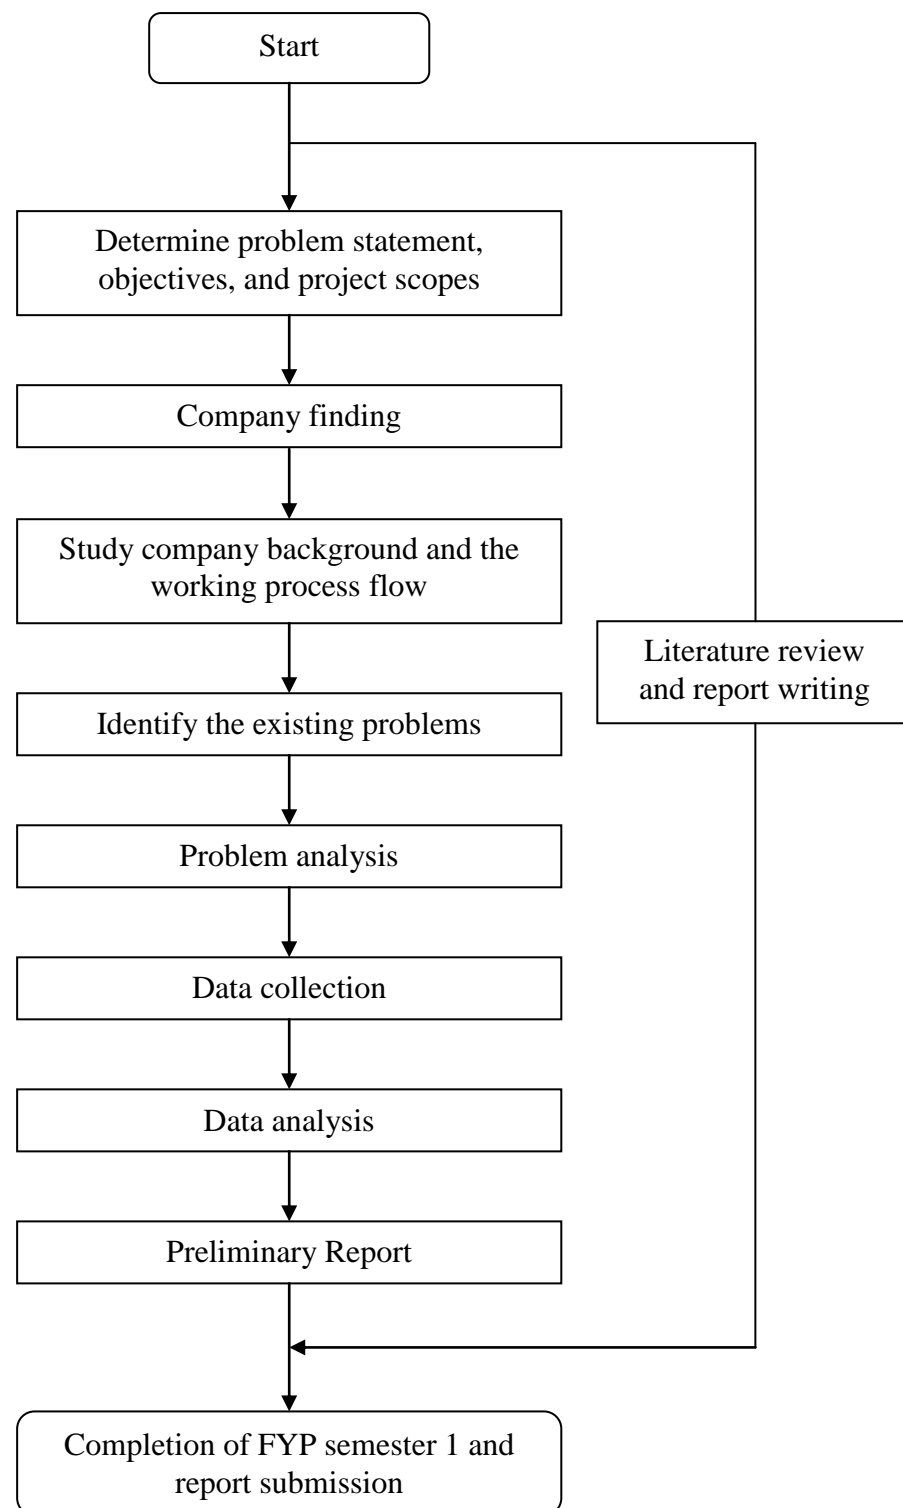 Start
Determine problem statement,
objectives, and project scopes
Company finding
Study company background and the
working process flow
Literature review
and report writing
Identify the existing problems
Problem analysis
Data collection
Data analysis
Preliminary Report
Completion of FYP semester 1 and
report submission